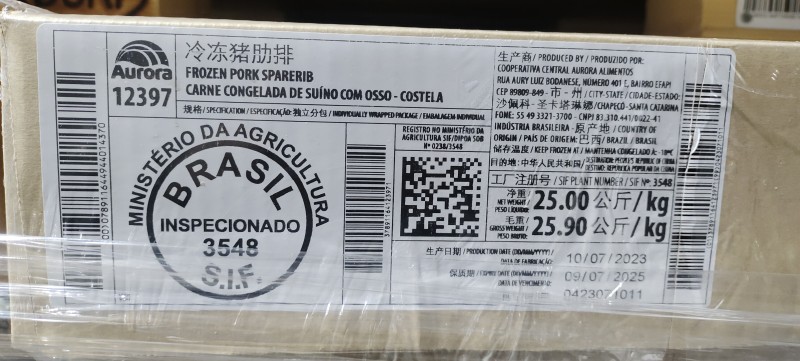 Aurora
12397
冷冻猪肋排
FROZEN PORK SPARERIB
CARNE CONGELADA DE SUÍNO COM OSSO - COSTELA
规格/SPECIFICATION/ESPECIFICAÇÃO: 独立分包/INDIVIDUALLY WRAPPED PACKAGE/EMBALAGEM INDIVIDUAL
MINISTÉRIO DA AGRICULTURA
BRASIL
INSPECIONADO
3548
S.I.F.
REGISTRO NO MINISTÉRIO DA
AGRICULTURA SIF/DIPOA SOB
Nº 0238/3548
生产商/PRODUCED BY/PRODUZIDO POR:
COOPERATIVA CENTRAL AURORA ALIMENTOS
RUA AURY LUIZ BODANESE, NÚMERO 401 E, BAIRRO EFAPI
CEP 89809-849 - 市 - 州/CITY-STATE/CIDADE-ESTADO:
沙佩科 - 圣卡塔琳娜/CHAPECÓ - SANTA CATARINA
FONE: 55 49 3321-3700 - CNPJ 83.310.441/0022-41
INDÚSTRIA BRASILEIRA - 原产地/COUNTRY OF
ORIGIN/PAÍS DE ORIGEM: 巴西/BRAZIL/BRASIL
储存温度/KEEP FROZEN AT/MANTENHA CONGELADO A: -18ºC
目的地: 中华人民共和国/
工厂注册号/SIF PLANT NUMBER/SIF Nº: 3548
净重/
NET WEIGHT/
PESO LÍQUIDO: 25.00 公斤/kg
毛重/
GROSS WEIGHT/
PESO BRUTO: 25.90 公斤/kg
生产日期/PRODUCTION DATE (DD/MM/YYYY)/
DATA DE FABRICAÇÃO: 10/07/2023
保质期/EXPIRE DATE (DD/MM/YYYY)/
DATA DE VENCIMENTO: 09/07/2025
0423071011
(00)07891164494401437​0
37891164123971